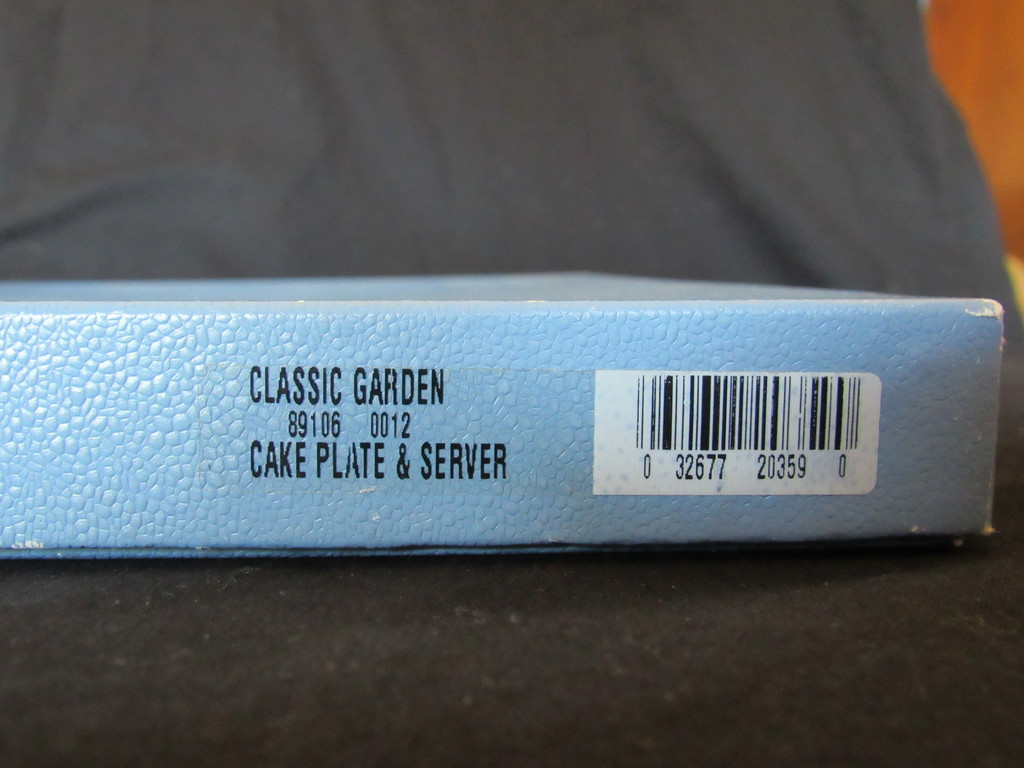 CLASSIC GARDEN
89106 0012
CAKE PLATE & SERVER
0 32677 20359 0